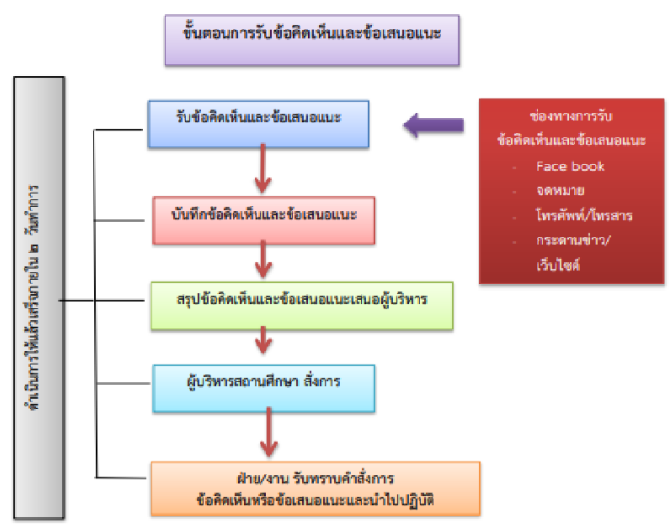 ขั้นตอนการรับข้อคิดเห็นและข้อเสนอแนะ
รับข้อคิดเห็นและข้อเสนอแนะ
ช่องทางการรับ
ข้อคิดเห็นและข้อเสนอแนะ
- Face book
- จดหมาย
- โทรศัพท์/โทรสาร
- กระดานข่าว/
เว็บไซต์
บันทึกข้อคิดเห็นและข้อเสนอแนะ
สรุปข้อคิดเห็นและข้อเสนอแนะเสนอผู้บริหาร
ผู้บริหารสถานศึกษา สั่งการ
ฝ่าย/งาน รับทราบคำสั่งการ
ข้อคิดเห็นหรือข้อเสนอแนะและนำไปปฏิบัติ
ดำเนินการให้แล้วเสร็จภายใน ๒ วันทำการ